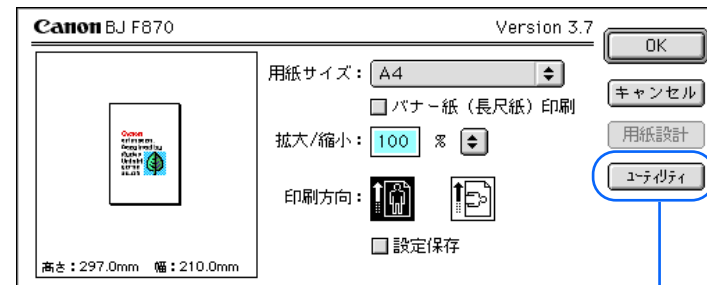 Canon BJ F870
Version 3.7
OK
用紙サイズ： A4
キャンセル
バナー紙（長尺紙）印刷
用紙設計
拡大/縮小： 100 %
ユーティリティ
印刷方向：
設定保存
高さ：297.0mm 幅：210.0mm
Canon